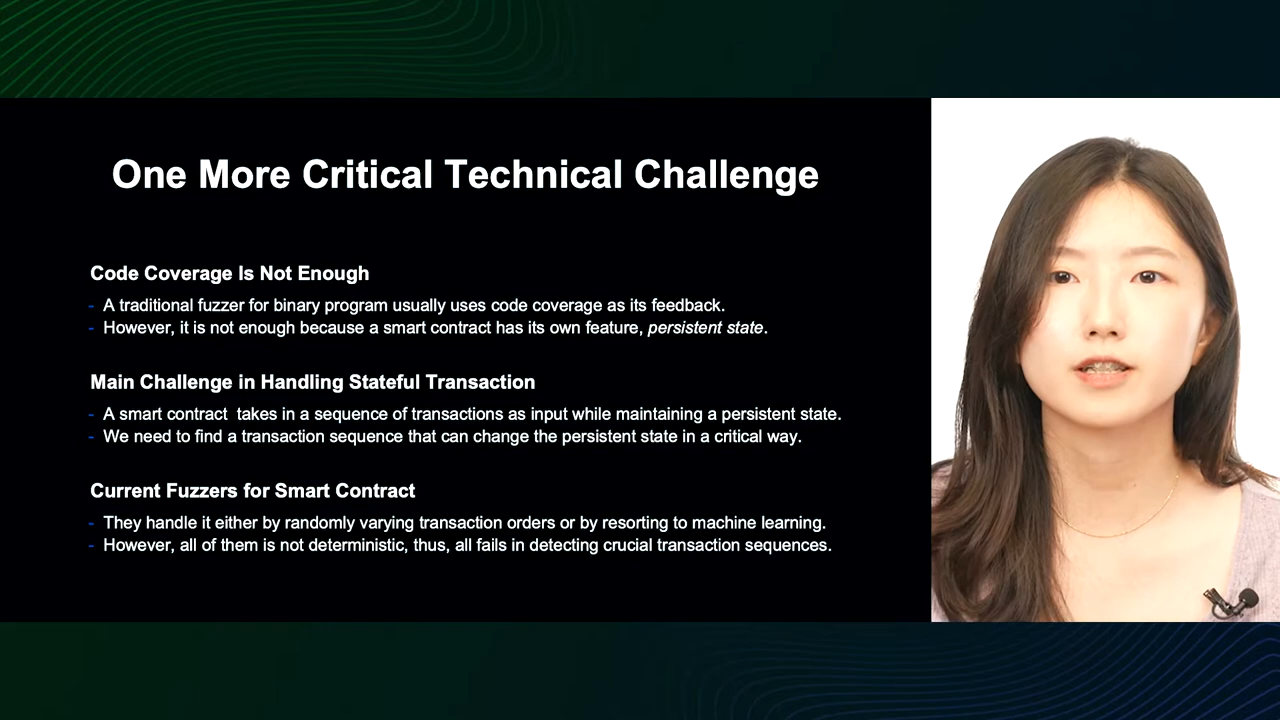 One More Critical Technical Challenge
Code Coverage Is Not Enough
- A traditional fuzzer for binary program usually uses code coverage as its feedback.
- However, it is not enough because a smart contract has its own feature, persistent state.
Main Challenge in Handling Stateful Transaction
- A smart contract  takes in a sequence of transactions as input while maintaining a persistent state.
- We need to find a transaction sequence that can change the persistent state in a critical way.
Current Fuzzers for Smart Contract
- They handle it either by randomly varying transaction orders or by resorting to machine learning.
- However, all of them is not deterministic, thus, all fails in detecting crucial transaction sequences.